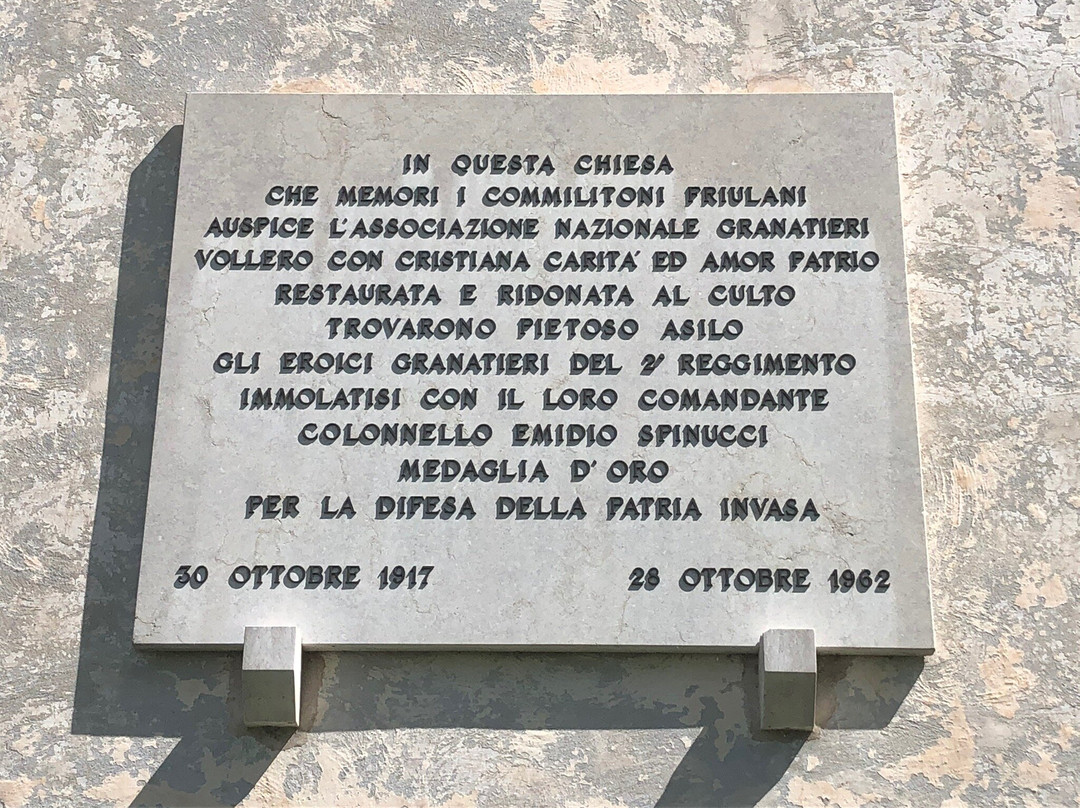 IN QUESTA CHIESA
CHE MEMORI I COMMILITONI FRIULANI
AUSPICE L'ASSOCIAZIONE NAZIONALE GRANATIERI
VOLLERO CON CRISTIANA CARITA' ED AMOR PATRIO
RESTAURATA E RIDONATA AL CULTO
TROVARONO PIETOSO ASILO
GLI EROICI GRANATIERI DEL 2° REGGIMENTO
IMMOLATISI CON IL LORO COMANDANTE
COLONNELLO EMIDIO SPINUCCI
MEDAGLIA D'ORO
PER LA DIFESA DELLA PATRIA INVASA
30 OTTOBRE 1917 28 OTTOBRE 1962